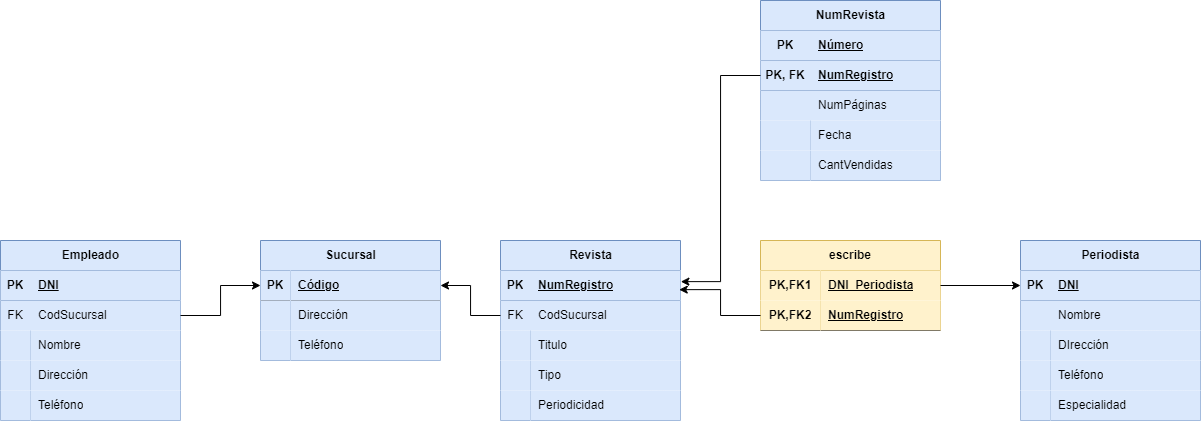 NumRevista
PK Número
PK, FK NumRegistro
NumPáginas
Fecha
CantVendidas
Empleado
PK DNI
FK CodSucursal
Nombre
Dirección
Teléfono
Sucursal
PK Código
Dirección
Teléfono
Revista
PK NumRegistro
FK CodSucursal
Titulo
Tipo
Periodicidad
escribe
PK,FK1 DNI_Periodista
PK,FK2 NumRegistro
Periodista
PK DNI
Nombre
DIrección
Teléfono
Especialidad